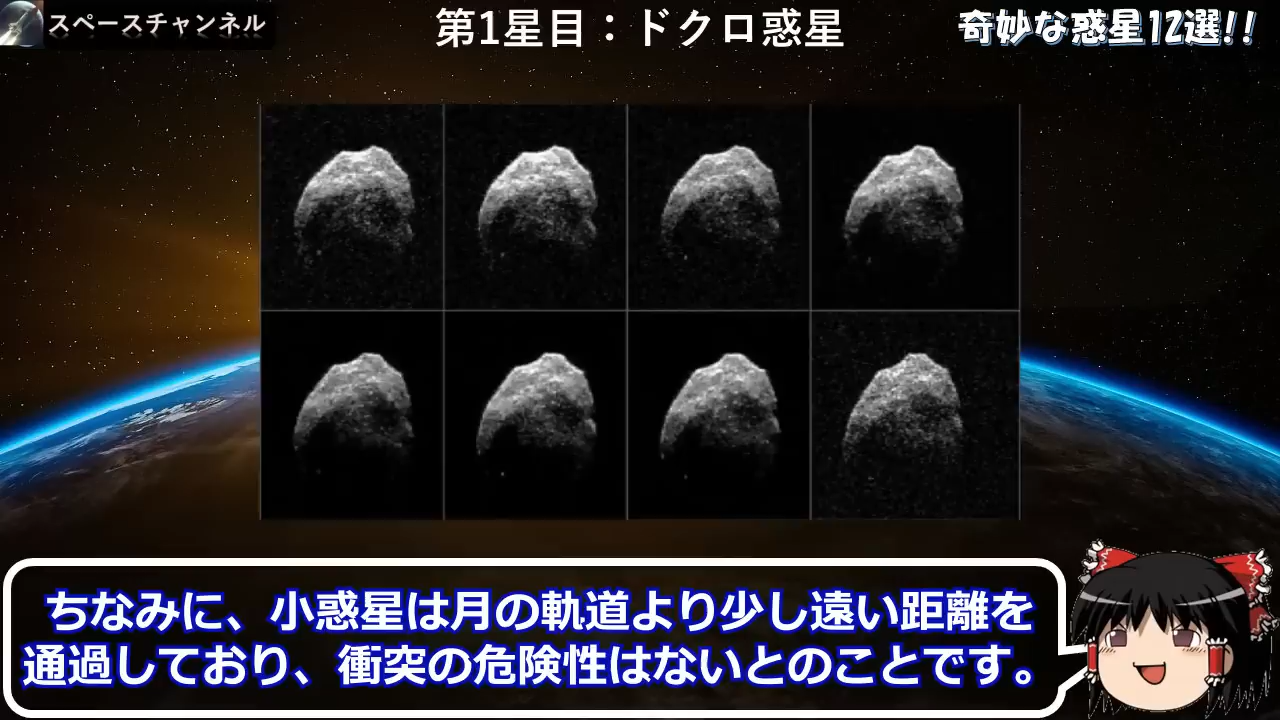 スペースチャンネル
第1星目：ドクロ惑星
奇妙な惑星12選!!
ちなみに、小惑星は月の軌道より少し遠い距離を
通過しており、衝突の危険性はないとのことです。